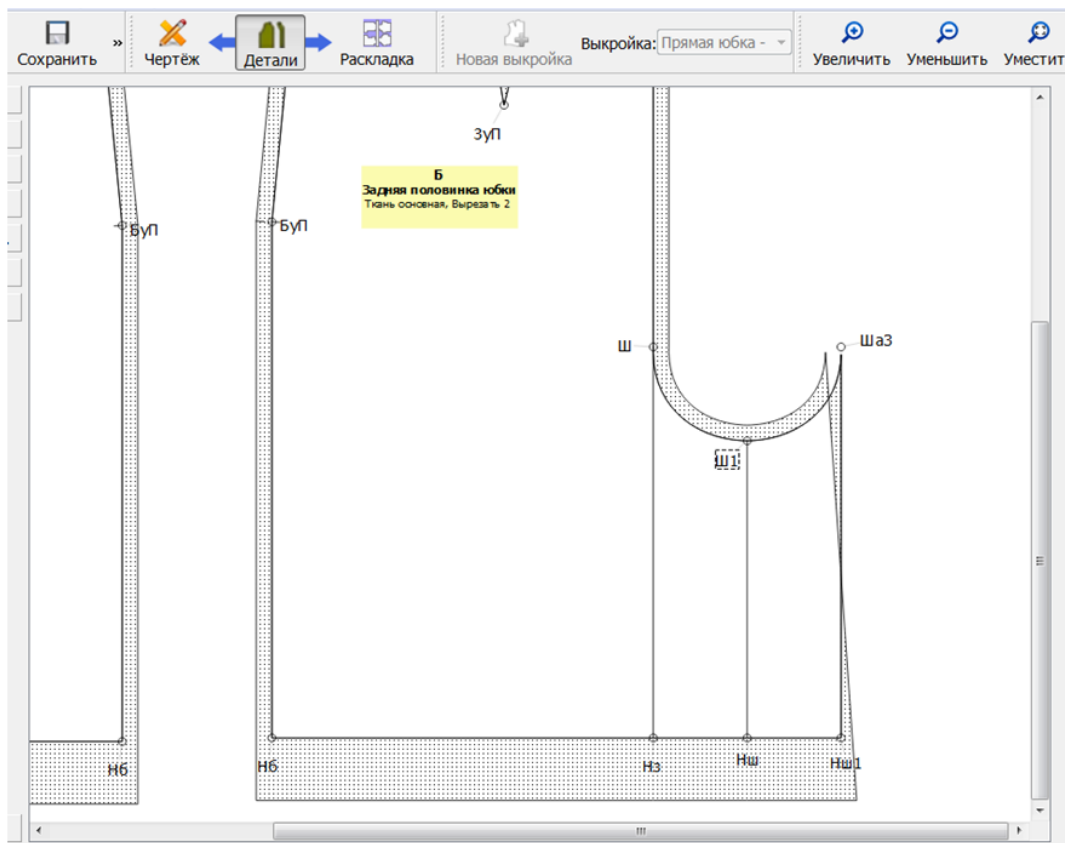 Сохранить
»
Чертёж
Детали
Раскладка
Новая выкройка
Выкройка: Прямая юбка -
Увеличить
Уменьшить
Уместит
ЗуП
Б
Задняя половинка юбки
Ткань основная, Вырезать 2
БуП
БуП
Ш
Ша3
Ш1
Нб
Нб
Нз
Нш
Нш1